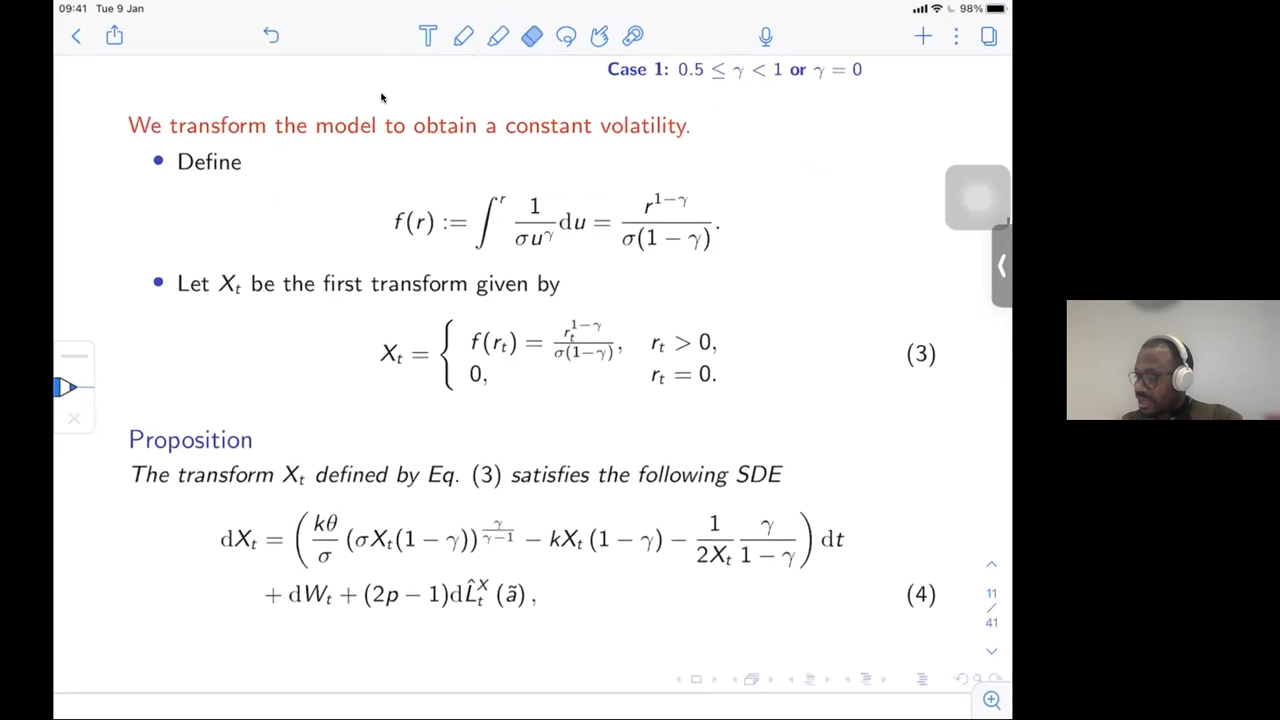 09:41 Tue 9 Jan
98%
Case 1: 0.5 ≤ γ < 1 or γ = 0
We transform the model to obtain a constant volatility.
• Define
f(r) := ∫^r 1/(σu^γ) du = r^{1−γ}/(σ(1 − γ)).
• Let X_t be the first transform given by
X_t = { f(r_t) = r_t^{1−γ}/(σ(1−γ)), r_t > 0,
0, r_t = 0. (3)
Proposition
The transform X_t defined by Eq. (3) satisfies the following SDE
dX_t = ( kθ/σ (σX_t(1 − γ))^{γ/(γ−1)} − kX_t (1 − γ) − 1/(2X_t) γ/(1 − γ) ) dt
+ dW_t + (2p − 1)dL̂_t^X (ã) , (4)
11
/
41